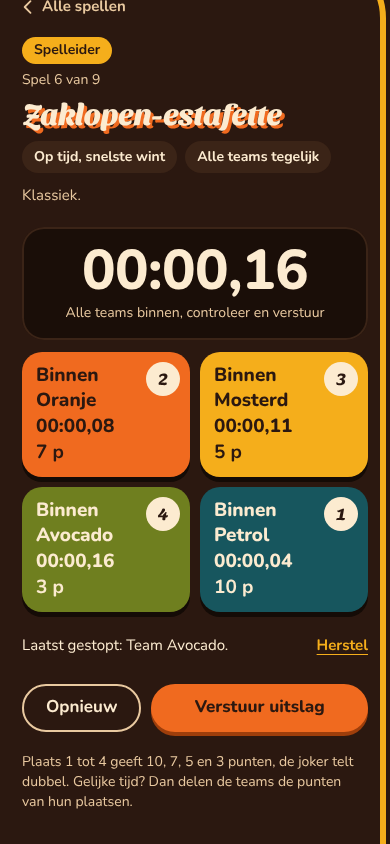 Alle spellen
Spelleider
Spel 6 van 9
Zaklopen-estafette
Op tijd, snelste wint
Alle teams tegelijk
Klassiek.
00:00,16
Alle teams binnen, controleer en verstuur
Binnen
Oranje
00:00,08
7 p
2
Binnen
Mosterd
00:00,11
5 p
3
Binnen
Avocado
00:00,16
3 p
4
Binnen
Petrol
00:00,04
10 p
1
Laatst gestopt: Team Avocado.
Herstel
Opnieuw
Verstuur uitslag
Plaats 1 tot 4 geeft 10, 7, 5 en 3 punten, de joker telt
dubbel. Gelijke tijd? Dan delen de teams de punten
van hun plaatsen.